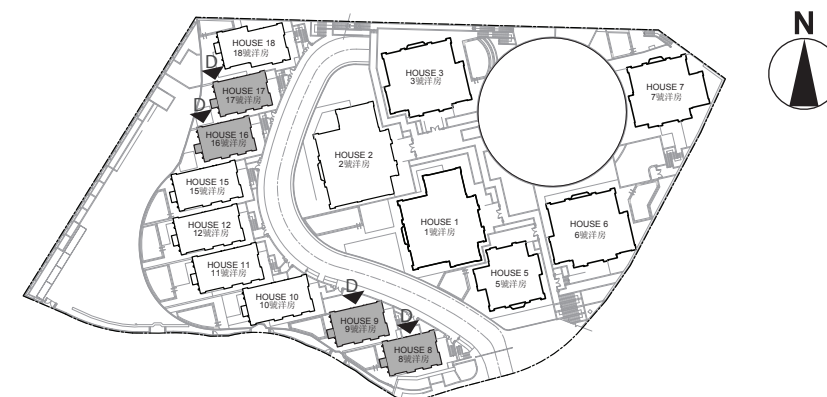 N
HOUSE 18
18號洋房
D
HOUSE 17
17號洋房
D
HOUSE 16
16號洋房
HOUSE 15
15號洋房
HOUSE 12
12號洋房
HOUSE 11
11號洋房
HOUSE 10
10號洋房
D
HOUSE 9
9號洋房
D
HOUSE 8
8號洋房
HOUSE 3
3號洋房
HOUSE 2
2號洋房
HOUSE 1
1號洋房
HOUSE 5
5號洋房
HOUSE 6
6號洋房
HOUSE 7
7號洋房